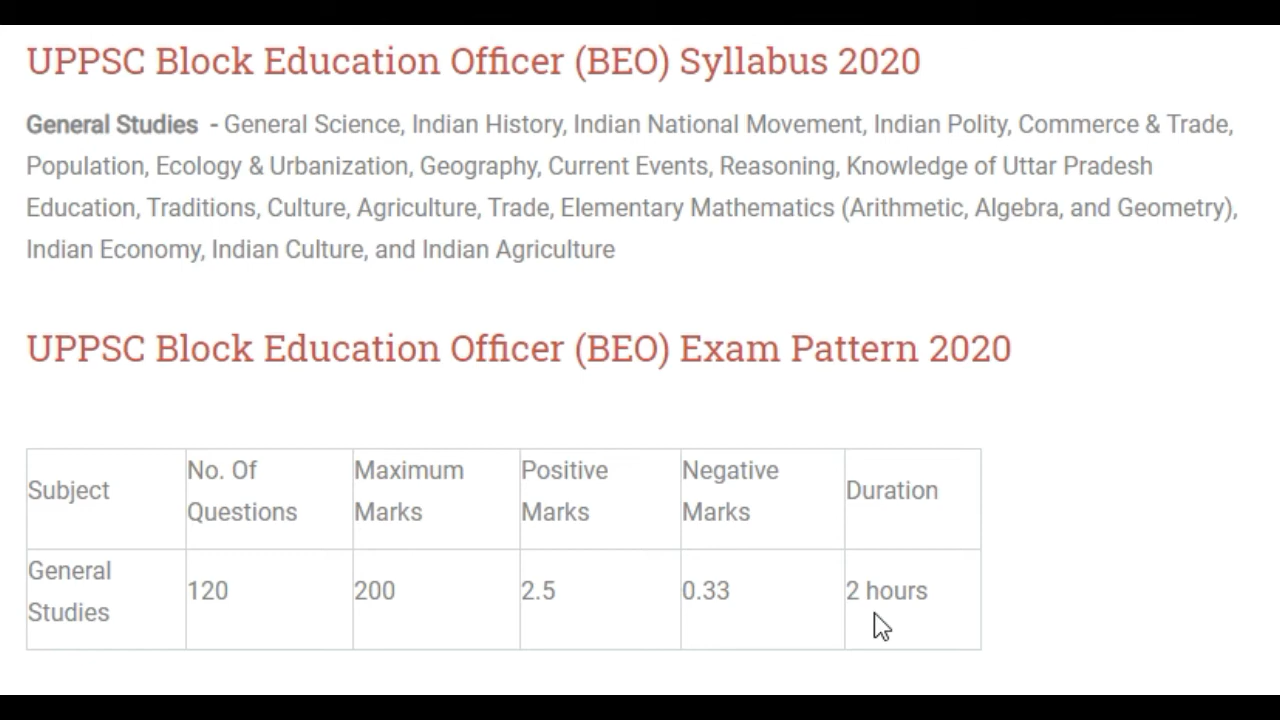 UPPSC Block Education Officer (BEO) Syllabus 2020
General Studies - General Science, Indian History, Indian National Movement, Indian Polity, Commerce & Trade,
Population, Ecology & Urbanization, Geography, Current Events, Reasoning, Knowledge of Uttar Pradesh
Education, Traditions, Culture, Agriculture, Trade, Elementary Mathematics (Arithmetic, Algebra, and Geometry),
Indian Economy, Indian Culture, and Indian Agriculture
UPPSC Block Education Officer (BEO) Exam Pattern 2020
Subject
No. Of
Questions
Maximum
Marks
Positive
Marks
Negative
Marks
Duration
General
Studies
120
200
2.5
0.33
2 hours